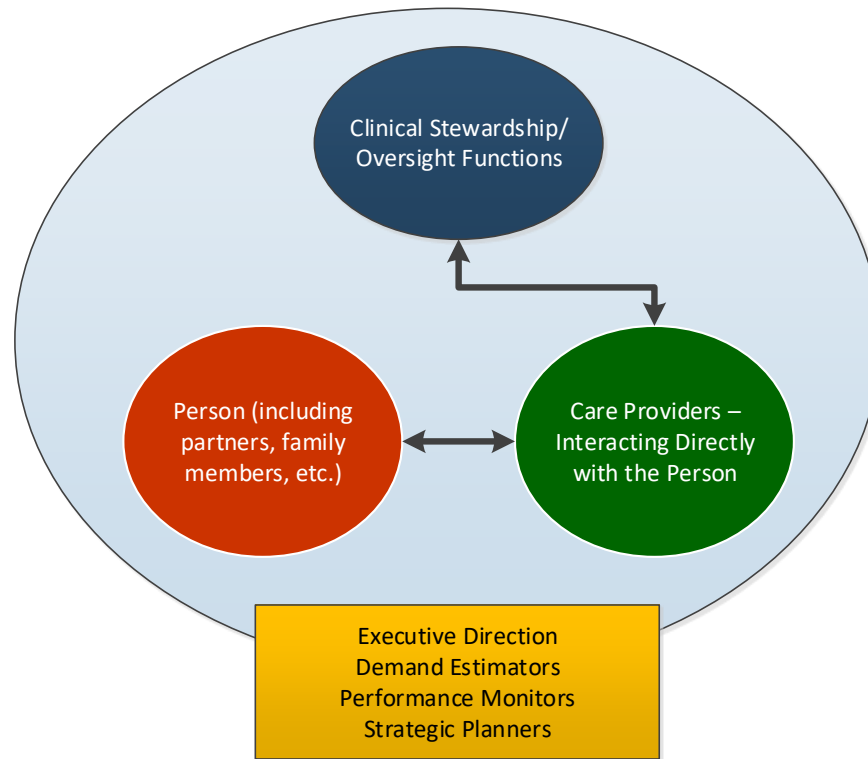 Clinical Stewardship/
Oversight Functions
Person (including
partners, family
members, etc.)
Care Providers –
Interacting Directly
with the Person
Executive Direction
Demand Estimators
Performance Monitors
Strategic Planners